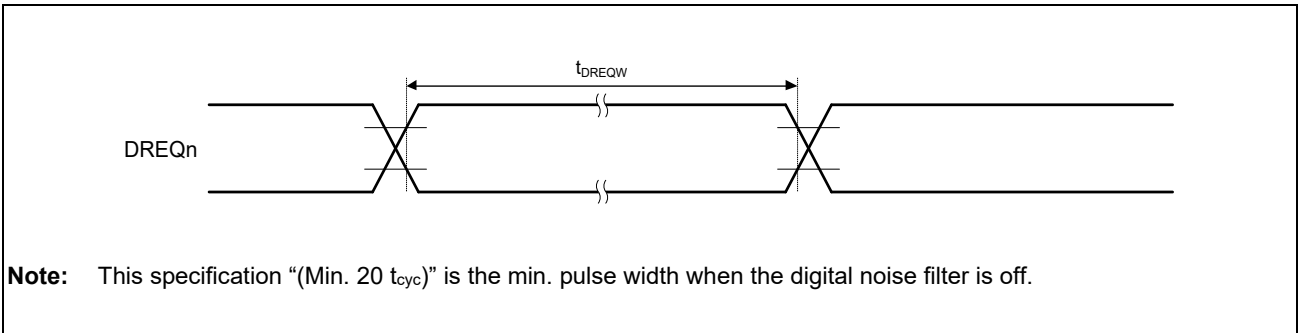 tDREQW
DREQn
Note: This specification “(Min. 20 tcyc)” is the min. pulse width when the digital noise filter is off.